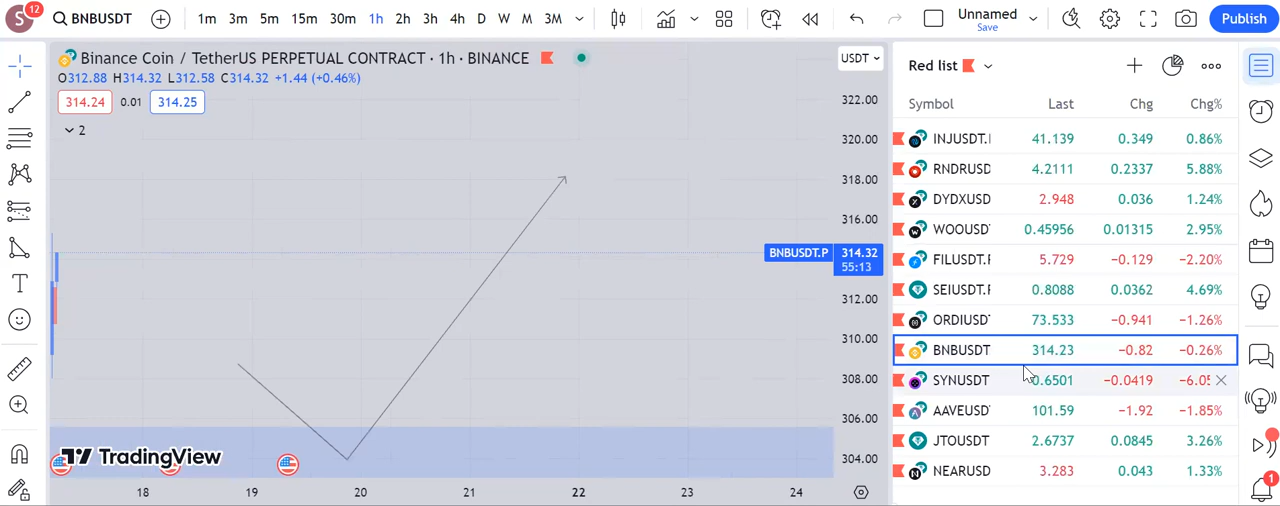 S 12 BNBUSDT 1m 3m 5m 15m 30m 1h 2h 3h 4h D W M 3M Unnamed Save Publish
Binance Coin / TetherUS PERPETUAL CONTRACT · 1h · BINANCE
O312.88 H314.32 L312.58 C314.32 +1.44 (+0.46%)
314.24 0.01 314.25
2
USDT
322.00
320.00
318.00
316.00
BNBUSDT.P 314.32
55:13
312.00
310.00
308.00
306.00
304.00
TradingView
18 19 20 21 22 23 24
Red list
Symbol Last Chg Chg%
INJUSDT. 41.139 0.349 0.86%
RNDRUSD 4.2111 0.2337 5.88%
DYDXUSD 2.948 0.036 1.24%
WOOUSD 0.45956 0.01315 2.95%
FILUSDT.F 5.729 −0.129 −2.20%
SEIUSDT.F 0.8088 0.0362 4.69%
ORDIUSD 73.533 −0.941 −1.26%
BNBUSDT. 314.23 −0.82 −0.26%
SYNUSDT 0.6501 −0.0419 −6.05
AAVEUSD 101.59 −1.92 −1.85%
JTOUSDT 2.6737 0.0845 3.26%
NEARUSD 3.283 0.043 1.33%
T
1